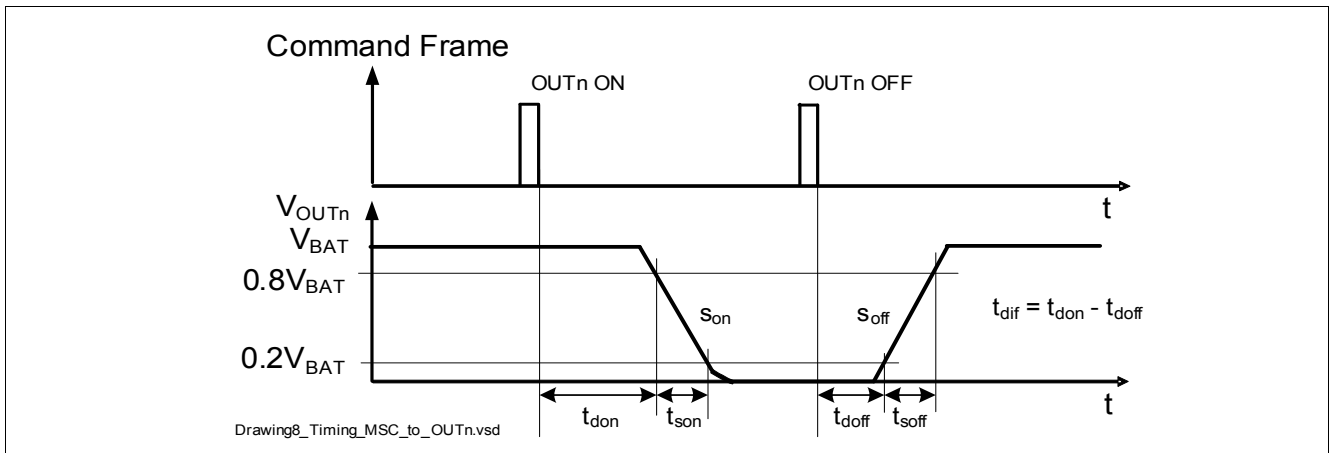 Command Frame
OUTn ON
OUTn OFF
t
VOUTn
VBAT
0.8VBAT
son
soff
tdif = tdon - tdoff
0.2VBAT
t
tdon
tson
tdoff
tsoff
Drawing8_Timing_MSC_to_OUTn.vsd